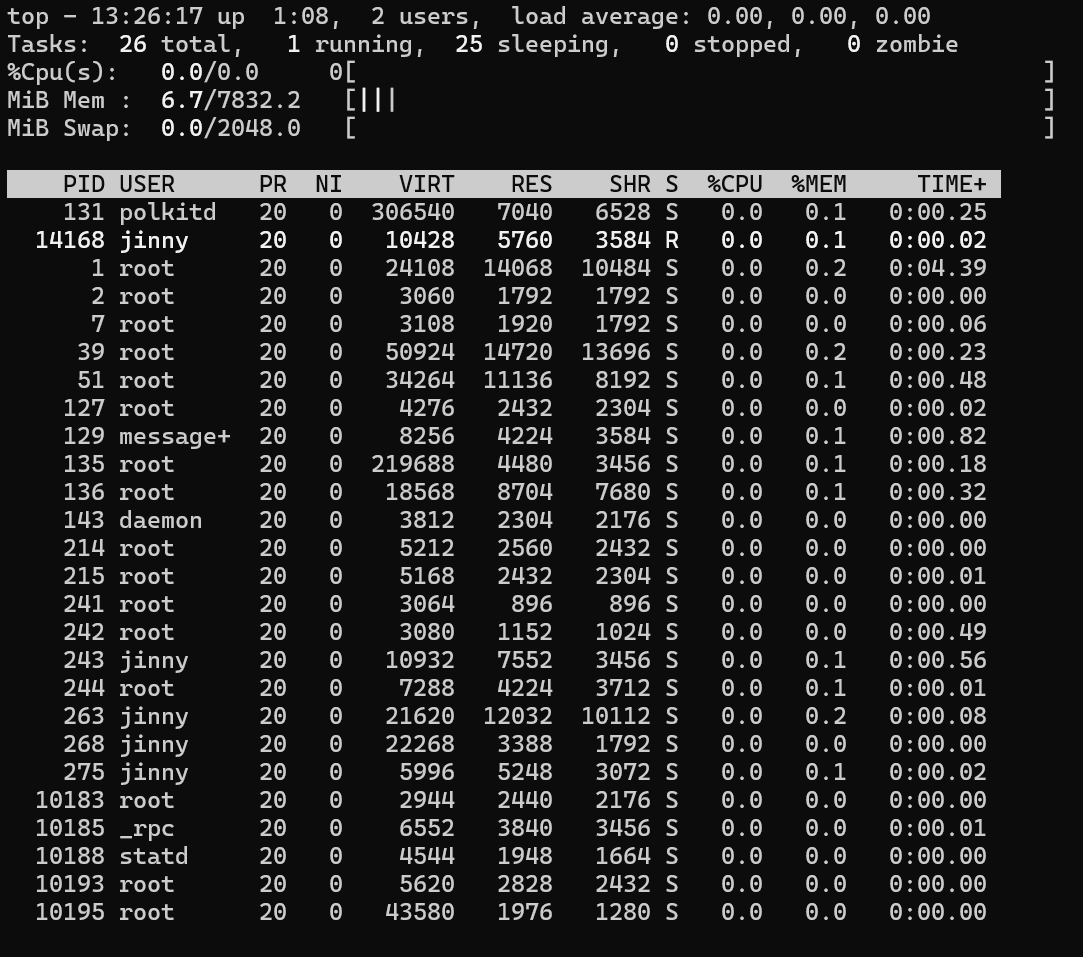 top - 13:26:17 up  1:08,  2 users,  load average: 0.00, 0.00, 0.00
Tasks:  26 total,   1 running,  25 sleeping,   0 stopped,   0 zombie
%Cpu(s):   0.0/0.0     0[                                                 ]
MiB Mem :  6.7/7832.2   [|||                                              ]
MiB Swap:  0.0/2048.0   [                                                 ]
    PID USER      PR  NI    VIRT    RES    SHR S  %CPU  %MEM     TIME+
    131 polkitd   20   0  306540   7040   6528 S   0.0   0.1   0:00.25
  14168 jinny     20   0   10428   5760   3584 R   0.0   0.1   0:00.02
      1 root      20   0   24108  14068  10484 S   0.0   0.2   0:04.39
      2 root      20   0    3060   1792   1792 S   0.0   0.0   0:00.00
      7 root      20   0    3108   1920   1792 S   0.0   0.0   0:00.06
     39 root      20   0   50924  14720  13696 S   0.0   0.2   0:00.23
     51 root      20   0   34264  11136   8192 S   0.0   0.1   0:00.48
    127 root      20   0    4276   2432   2304 S   0.0   0.0   0:00.02
    129 message+  20   0    8256   4224   3584 S   0.0   0.1   0:00.82
    135 root      20   0  219688   4480   3456 S   0.0   0.1   0:00.18
    136 root      20   0   18568   8704   7680 S   0.0   0.1   0:00.32
    143 daemon    20   0    3812   2304   2176 S   0.0   0.0   0:00.00
    214 root      20   0    5212   2560   2432 S   0.0   0.0   0:00.00
    215 root      20   0    5168   2432   2304 S   0.0   0.0   0:00.01
    241 root      20   0    3064    896    896 S   0.0   0.0   0:00.00
    242 root      20   0    3080   1152   1024 S   0.0   0.0   0:00.49
    243 jinny     20   0   10932   7552   3456 S   0.0   0.1   0:00.56
    244 root      20   0    7288   4224   3712 S   0.0   0.1   0:00.01
    263 jinny     20   0   21620  12032  10112 S   0.0   0.2   0:00.08
    268 jinny     20   0   22268   3388   1792 S   0.0   0.0   0:00.00
    275 jinny     20   0    5996   5248   3072 S   0.0   0.1   0:00.02
  10183 root      20   0    2944   2440   2176 S   0.0   0.0   0:00.00
  10185 _rpc      20   0    6552   3840   3456 S   0.0   0.0   0:00.01
  10188 statd     20   0    4544   1948   1664 S   0.0   0.0   0:00.00
  10193 root      20   0    5620   2828   2432 S   0.0   0.0   0:00.00
  10195 root      20   0   43580   1976   1280 S   0.0   0.0   0:00.00